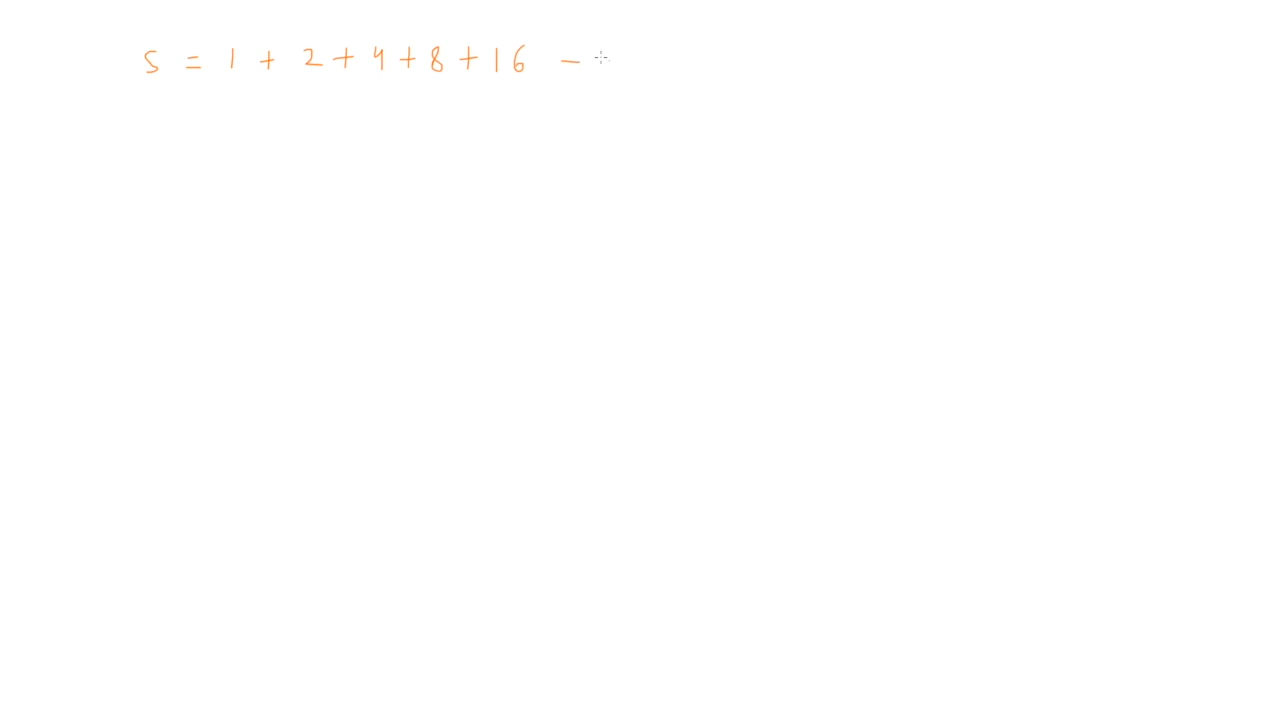 S = 1 + 2 + 4 + 8 + 16 -